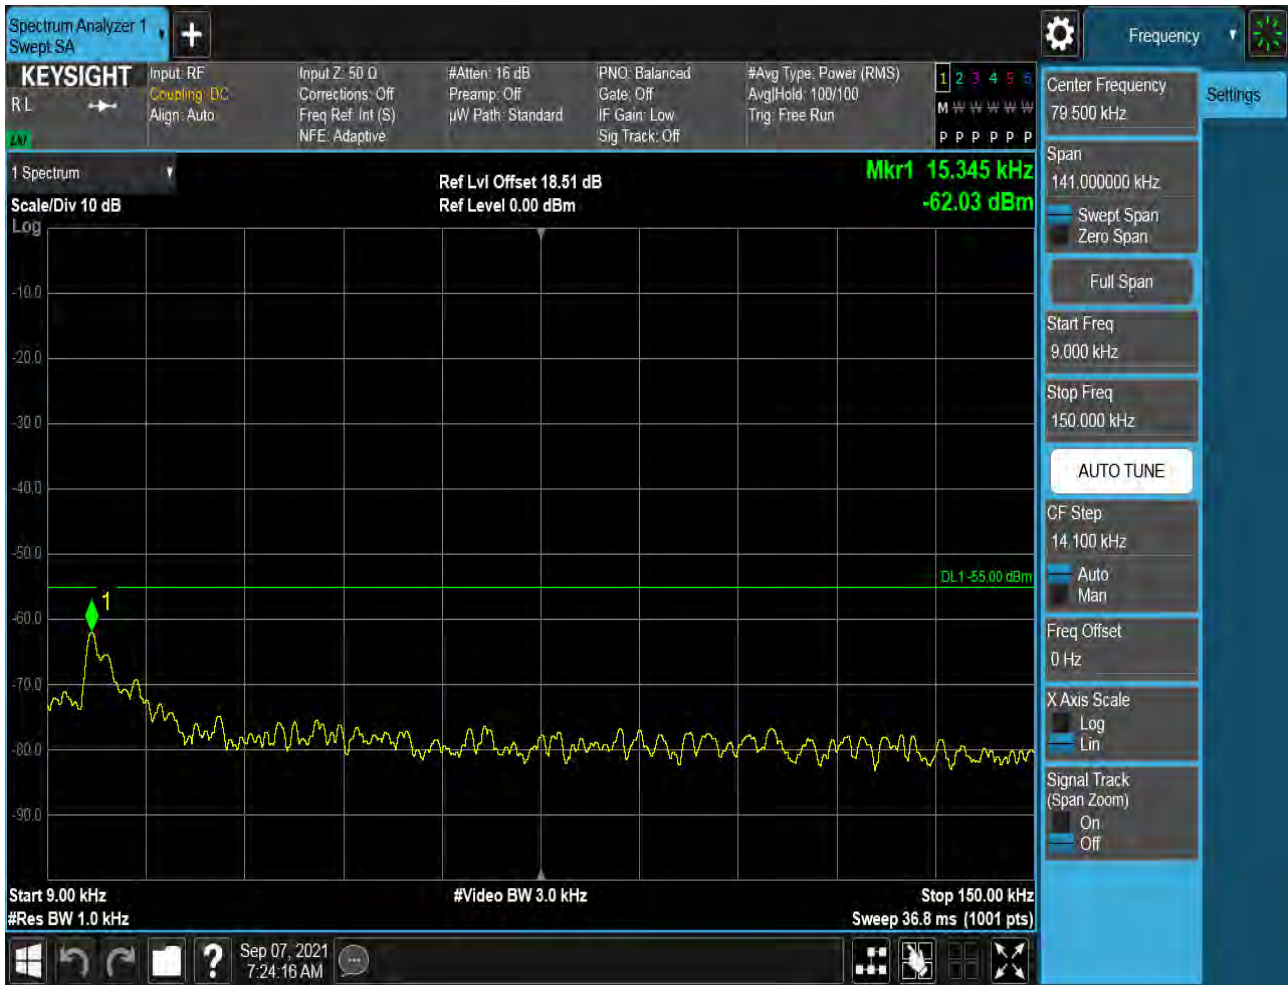 Spectrum Analyzer 1
Swept SA
Frequency
KEYSIGHT
R L
Input: RF
Coupling: DC
Align: Auto
Input Z: 50 Ω
Corrections: Off
Freq Ref: Int (S)
NFE: Adaptive
#Atten: 16 dB
Preamp: Off
µW Path: Standard
PNO: Balanced
Gate: Off
IF Gain: Low
Sig Track: Off
#Avg Type: Power (RMS)
Avg|Hold: 100/100
Trig: Free Run
1 2 3 4 5 6
M W W W W W
P P P P P P
1 Spectrum
Scale/Div 10 dB
Ref Lvl Offset 18.51 dB
Ref Level 0.00 dBm
Mkr1 15.345 kHz
-62.03 dBm
Log
-10.0
-20.0
-30.0
-40.0
-50.0
-60.0
-70.0
-80.0
-90.0
DL1 -55.00 dBm
1
Start 9.00 kHz
#Res BW 1.0 kHz
#Video BW 3.0 kHz
Stop 150.00 kHz
Sweep 36.8 ms (1001 pts)
Sep 07, 2021
7:24:16 AM
Center Frequency
79.500 kHz
Settings
Span
141.000000 kHz
Swept Span
Zero Span
Full Span
Start Freq
9.000 kHz
Stop Freq
150.000 kHz
AUTO TUNE
CF Step
14.100 kHz
Auto
Man
Freq Offset
0 Hz
X Axis Scale
Log
Lin
Signal Track
(Span Zoom)
On
Off